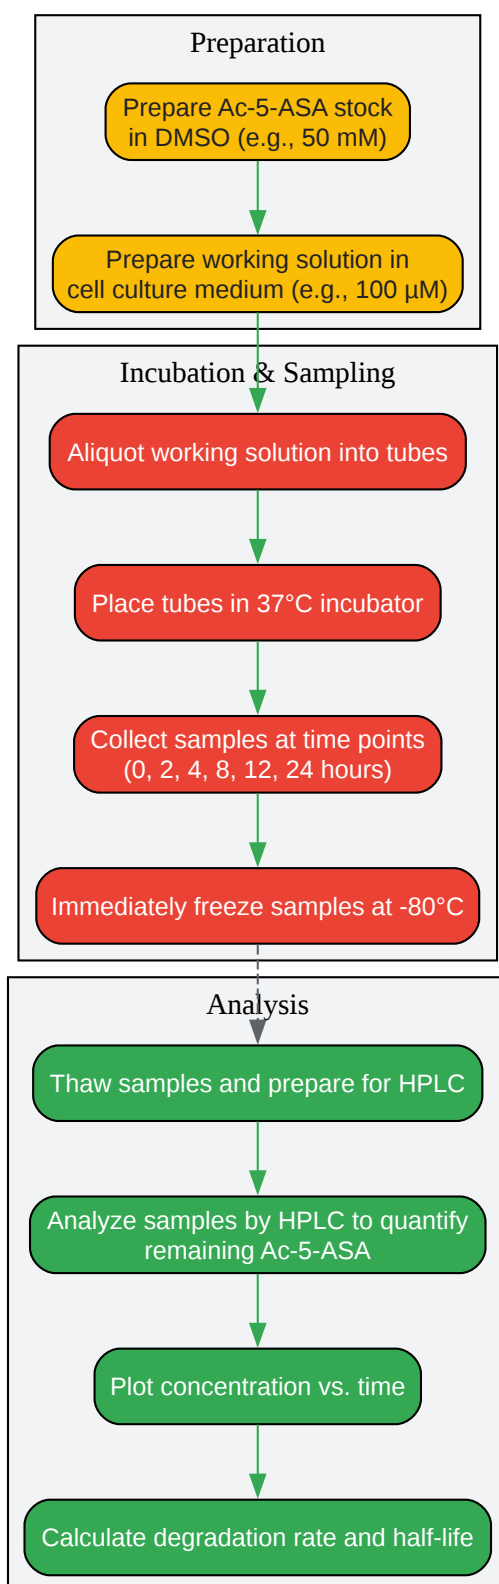 Preparation
Prepare Ac-5-ASA stock
in DMSO (e.g., 50 mM)
Prepare working solution in
cell culture medium (e.g., 100 µM)
Incubation & Sampling
Aliquot working solution into tubes
Place tubes in 37°C incubator
Collect samples at time points
(0, 2, 4, 8, 12, 24 hours)
Immediately freeze samples at -80°C
Analysis
Thaw samples and prepare for HPLC
Analyze samples by HPLC to quantify
remaining Ac-5-ASA
Plot concentration vs. time
Calculate degradation rate and half-life